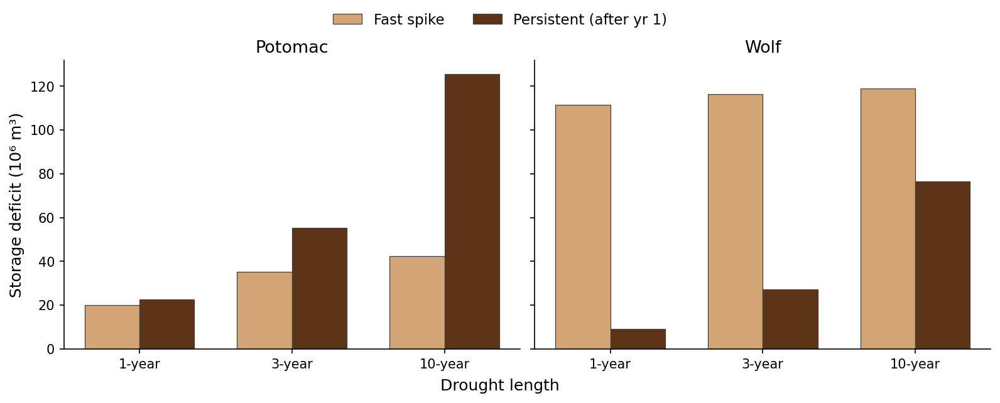 Fast spike Persistent (after yr 1)
Potomac
Wolf
Storage deficit (10⁶ m³)
120
100
80
60
40
20
0
1-year 3-year 10-year
1-year 3-year 10-year
Drought length